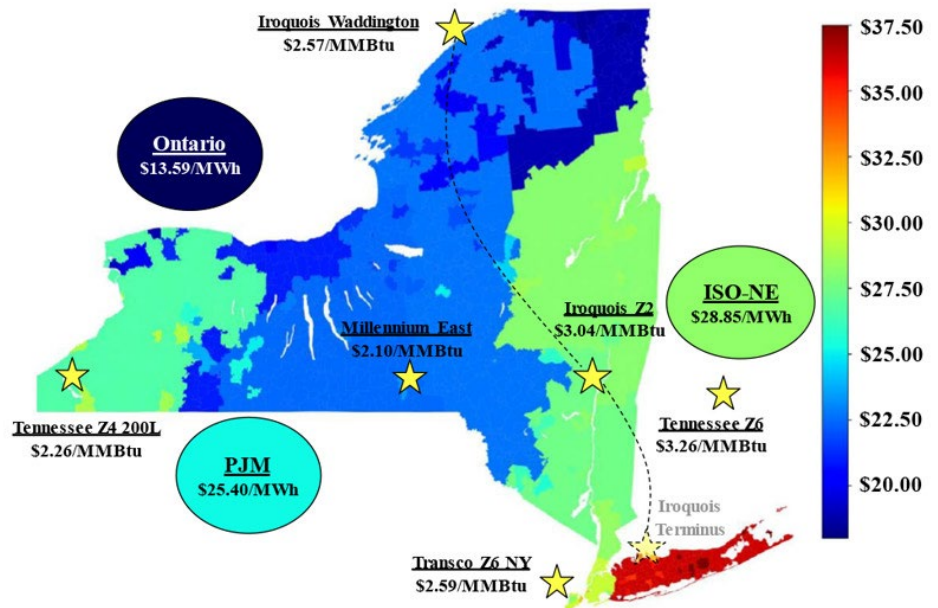 Iroquois Waddington
$2.57/MMBtu
Ontario
$13.59/MWh
Iroquois Z2
$3.04/MMBtu
ISO-NE
$28.85/MWh
Millennium East
$2.10/MMBtu
Tennessee Z4 200L
$2.26/MMBtu
Tennessee Z6
$3.26/MMBtu
PJM
$25.40/MWh
Iroquois
Terminus
Transco Z6 NY
$2.59/MMBtu
$37.50
$35.00
$32.50
$30.00
$27.50
$25.00
$22.50
$20.00